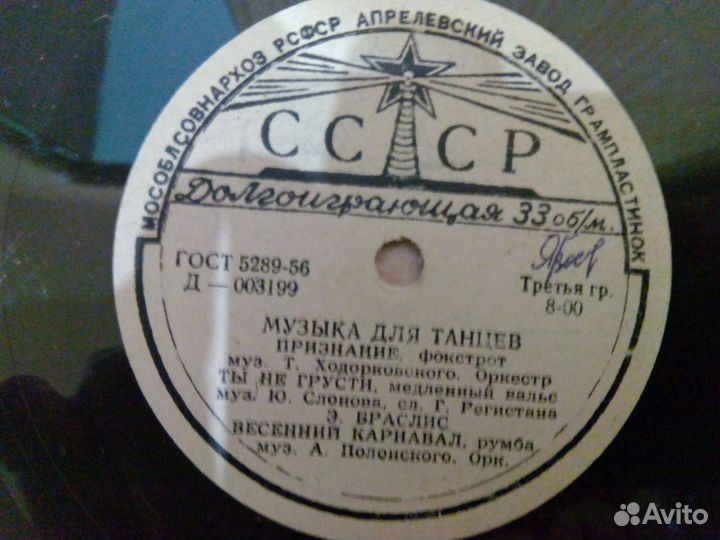 МОСОБЛСОВНАРХОЗ РСФСР АПРЕЛЕВСКИЙ ЗАВОД ГРАМПЛАСТИНОК
СССР
Долгоиграющая 33 об/м.
ГОСТ 5289-56
Д — 003199
Третья гр.
8-00
МУЗЫКА ДЛЯ ТАНЦЕВ
ПРИЗНАНИЕ, фокстрот
муз. Т. Ходорковского. Оркестр
ТЫ НЕ ГРУСТИ, медленный вальс
муз. Ю. Слонова, сл. Г. Регистана
Э. БРАСЛИС
ВЕСЕННИЙ КАРНАВАЛ, румба
муз. А. Полонского. Орк.
Avito